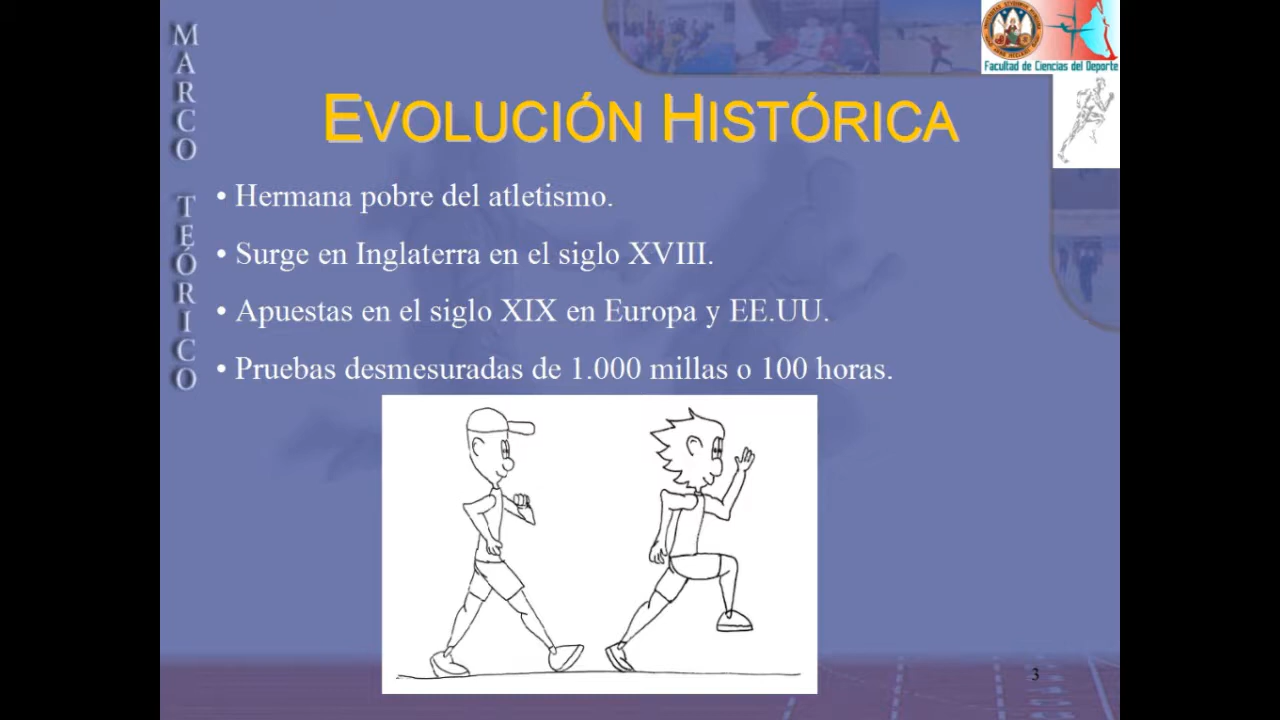 MARCO TEÓRICO
Facultad de Ciencias del Deporte
EVOLUCIÓN HISTÓRICA
• Hermana pobre del atletismo.
• Surge en Inglaterra en el siglo XVIII.
• Apuestas en el siglo XIX en Europa y EE.UU.
• Pruebas desmesuradas de 1.000 millas o 100 horas.
3